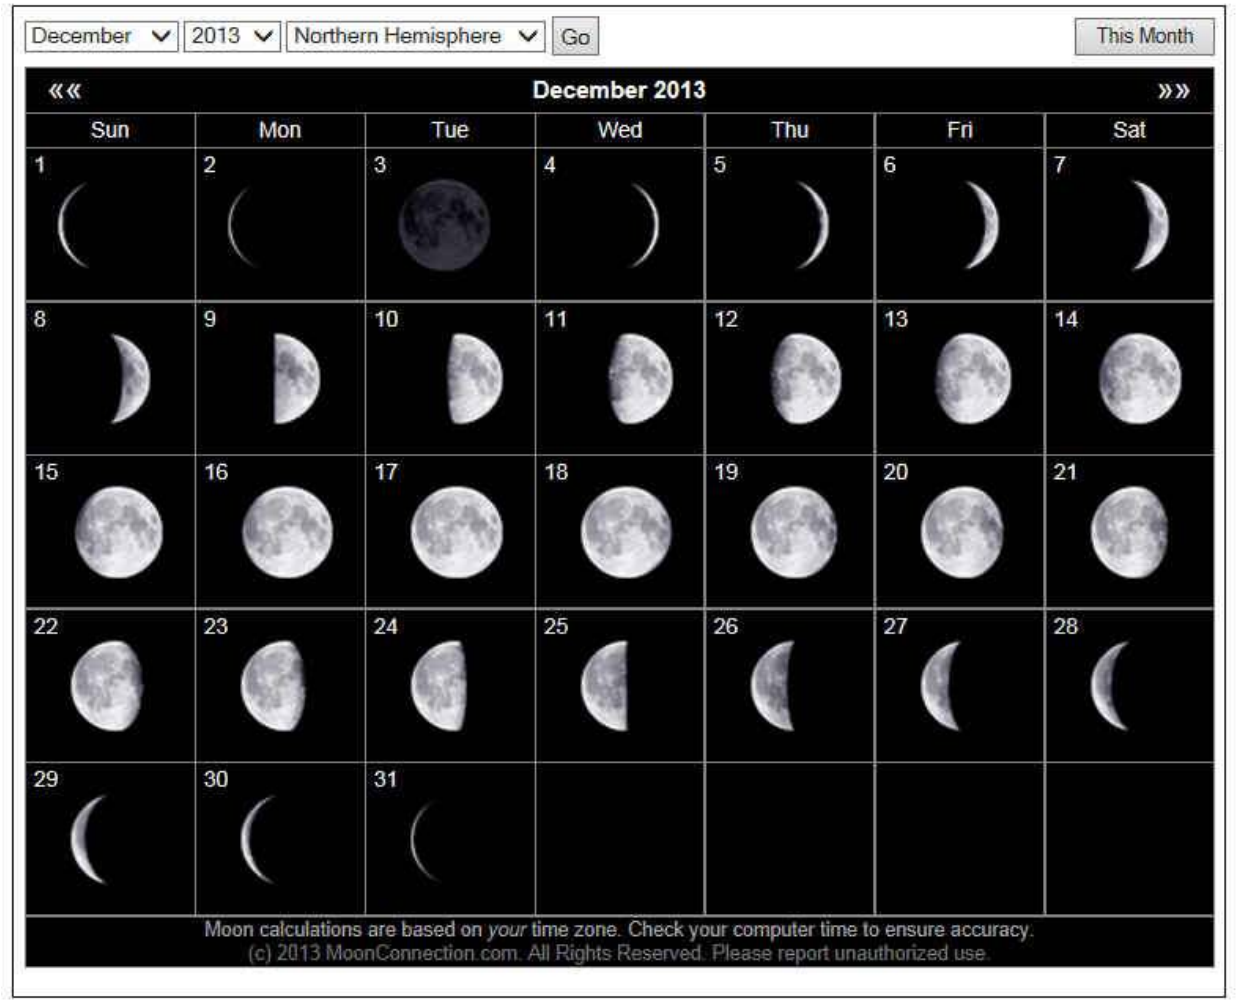 December 2013 Northern Hemisphere Go This Month
«« December 2013 »»
Sun Mon Tue Wed Thu Fri Sat
1 2 3 4 5 6 7
8 9 10 11 12 13 14
15 16 17 18 19 20 21
22 23 24 25 26 27 28
29 30 31
Moon calculations are based on your time zone. Check your computer time to ensure accuracy.
(c) 2013 MoonConnection.com. All Rights Reserved. Please report unauthorized use.